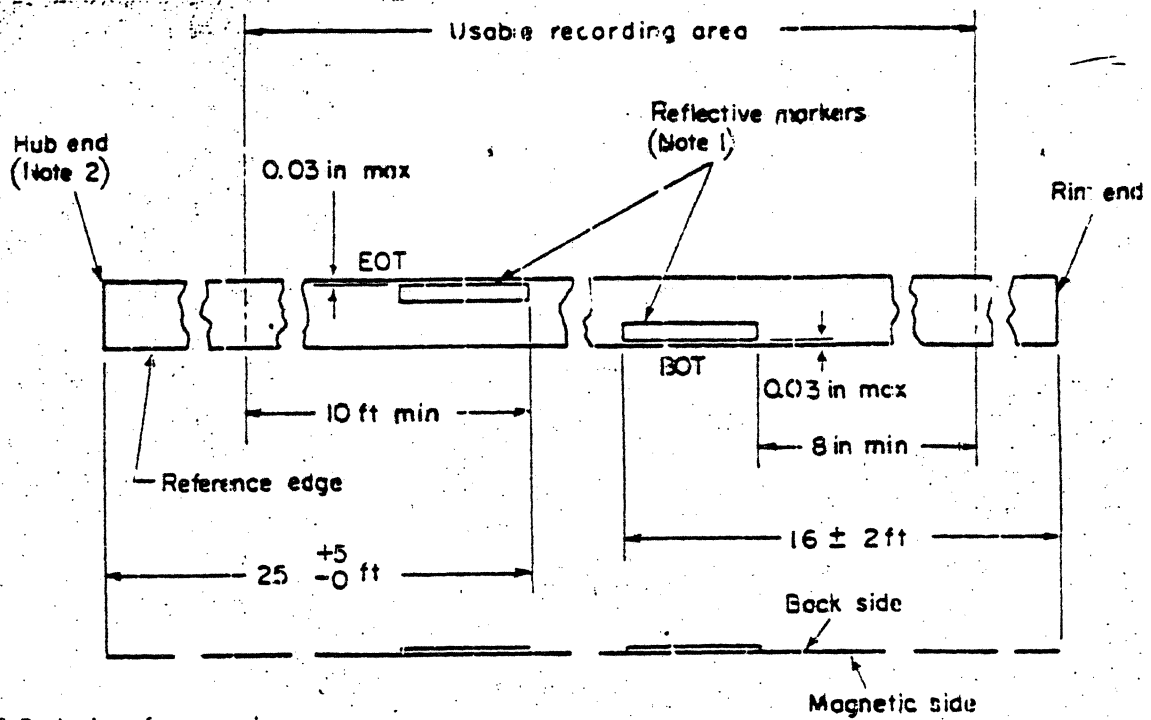 Usable recording area
Reflective markers
(Note 1)
Hub end
(Note 2)
0.03 in max
Rim end
EOT
BOT
0.03 in max
10 ft min
8 in min
Reference edge
16 ± 2 ft
25 +5 -0 ft
Back side
Magnetic side